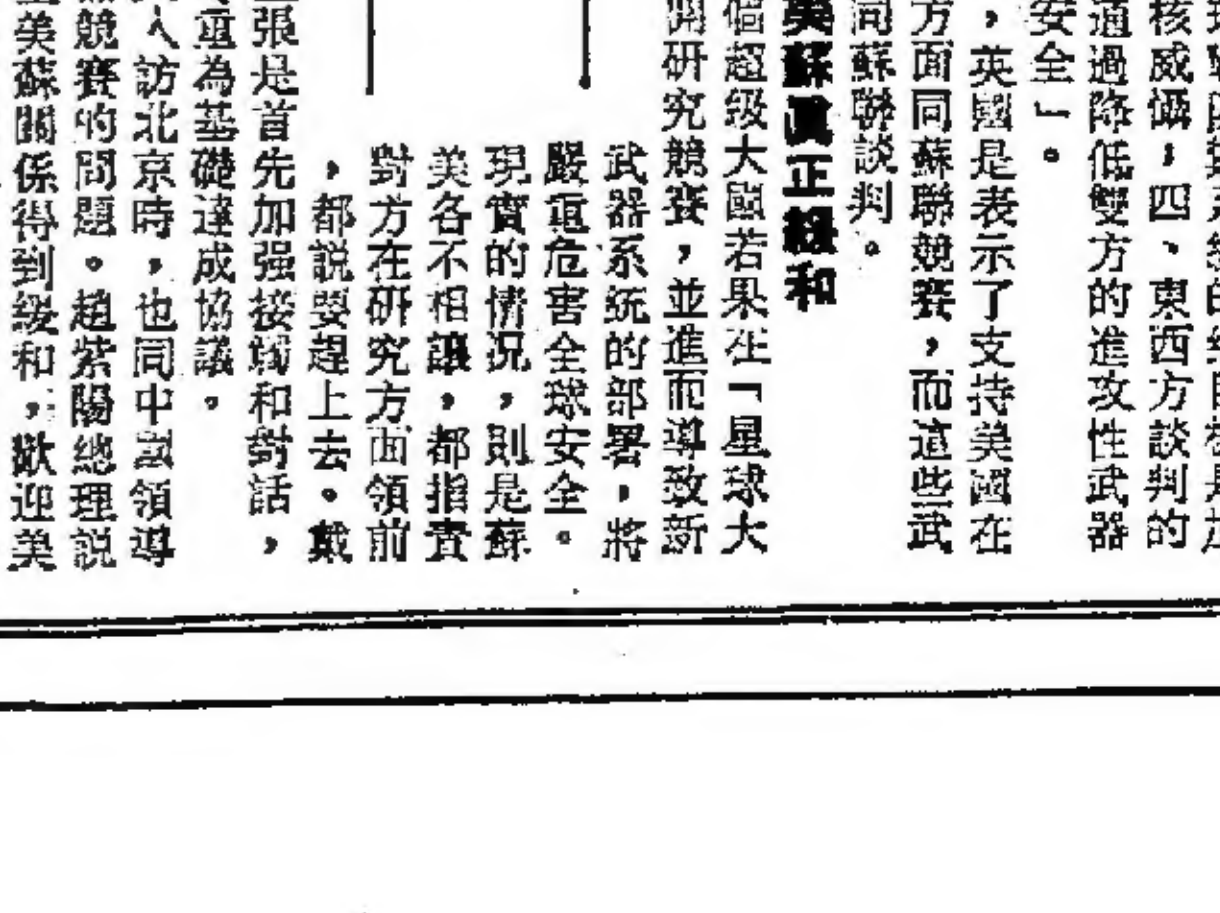 核威懾，四、東西方談判的
通過降低雙方的進攻性武器
安全」。
，英國是表示了支持美國在
方面同蘇聯競賽，而這些武
同蘇聯談判。
美蘇眞正緩和
個超級大國若果在「星球大
開研究競賽，並進而導致新
武器系統的部署，將
嚴重危害全球安全。
現實的情況，則是蘇
美各不相讓，都指責
對方在研究方面領前
，都説要趕上去。戴
張是首先加强接觸和對話，
重為基礎達成協議。
人訪北京時，也同中國領導
競賽的問題。趙紫陽總理説
美蘇關係得到緩和，歡迎美